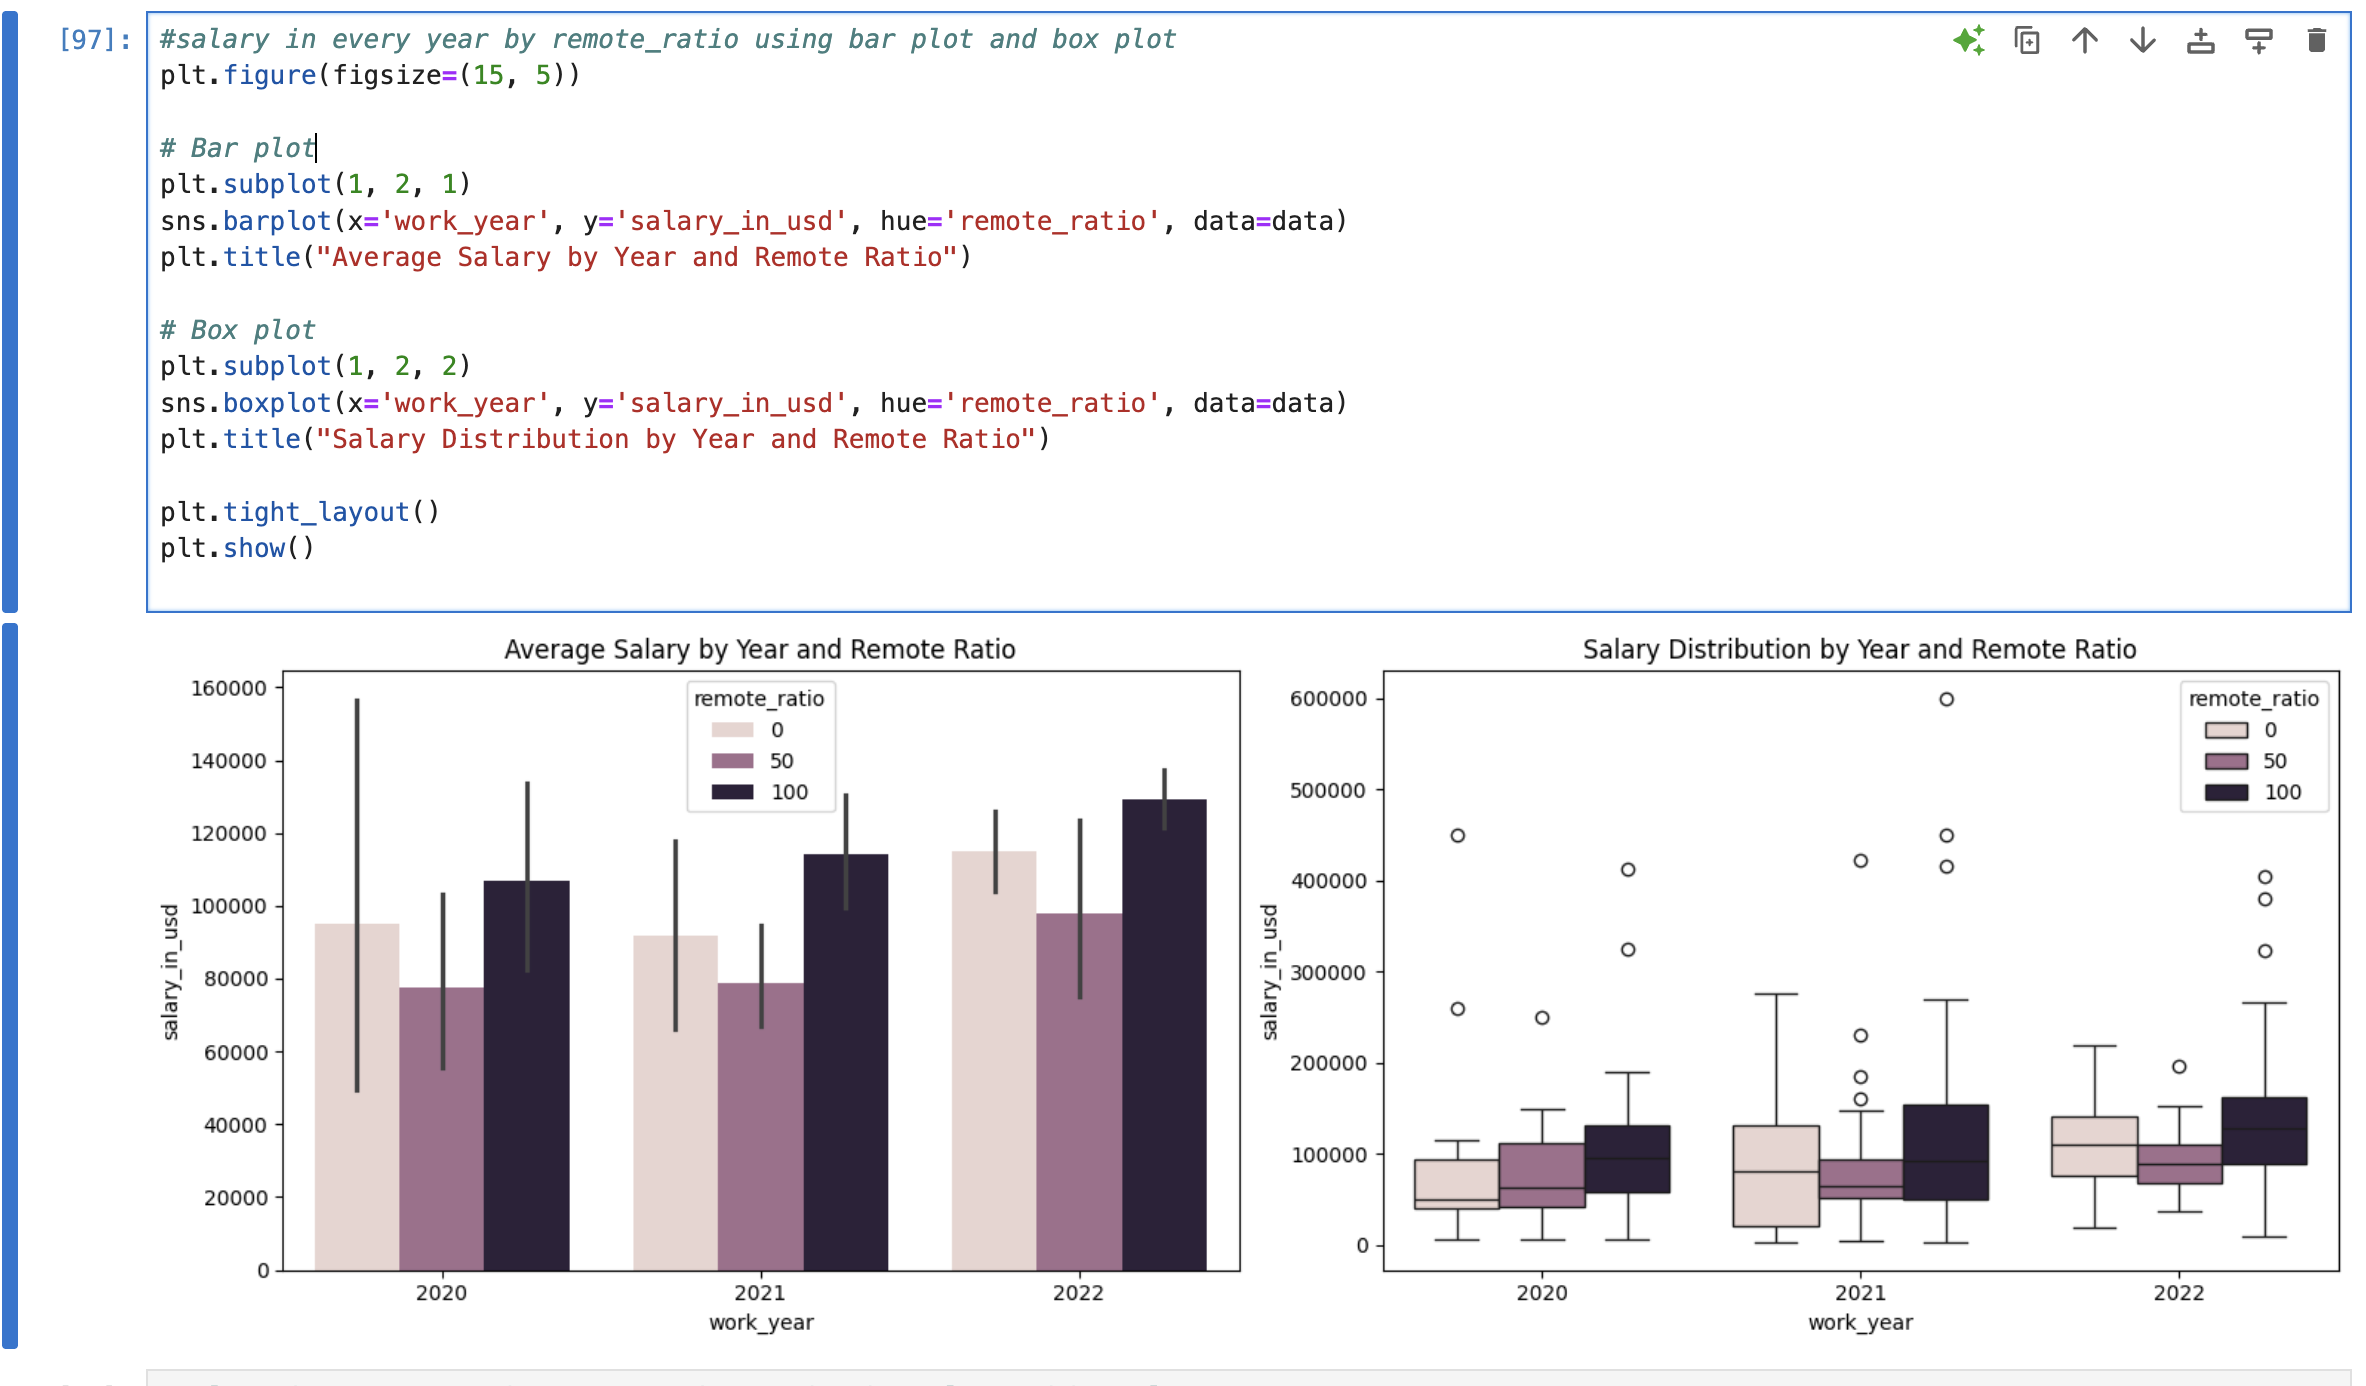 [97]:
#salary in every year by remote_ratio using bar plot and box plot
plt.figure(figsize=(15, 5))
# Bar plot
plt.subplot(1, 2, 1)
sns.barplot(x='work_year', y='salary_in_usd', hue='remote_ratio', data=data)
plt.title("Average Salary by Year and Remote Ratio")
# Box plot
plt.subplot(1, 2, 2)
sns.boxplot(x='work_year', y='salary_in_usd', hue='remote_ratio', data=data)
plt.title("Salary Distribution by Year and Remote Ratio")
plt.tight_layout()
plt.show()
Average Salary by Year and Remote Ratio
160000
140000
120000
100000
80000
60000
40000
20000
0
salary_in_usd
remote_ratio
0
50
100
2020
2021
2022
work_year
Salary Distribution by Year and Remote Ratio
600000
500000
400000
300000
200000
100000
0
salary_in_usd
remote_ratio
0
50
100
2020
2021
2022
work_year